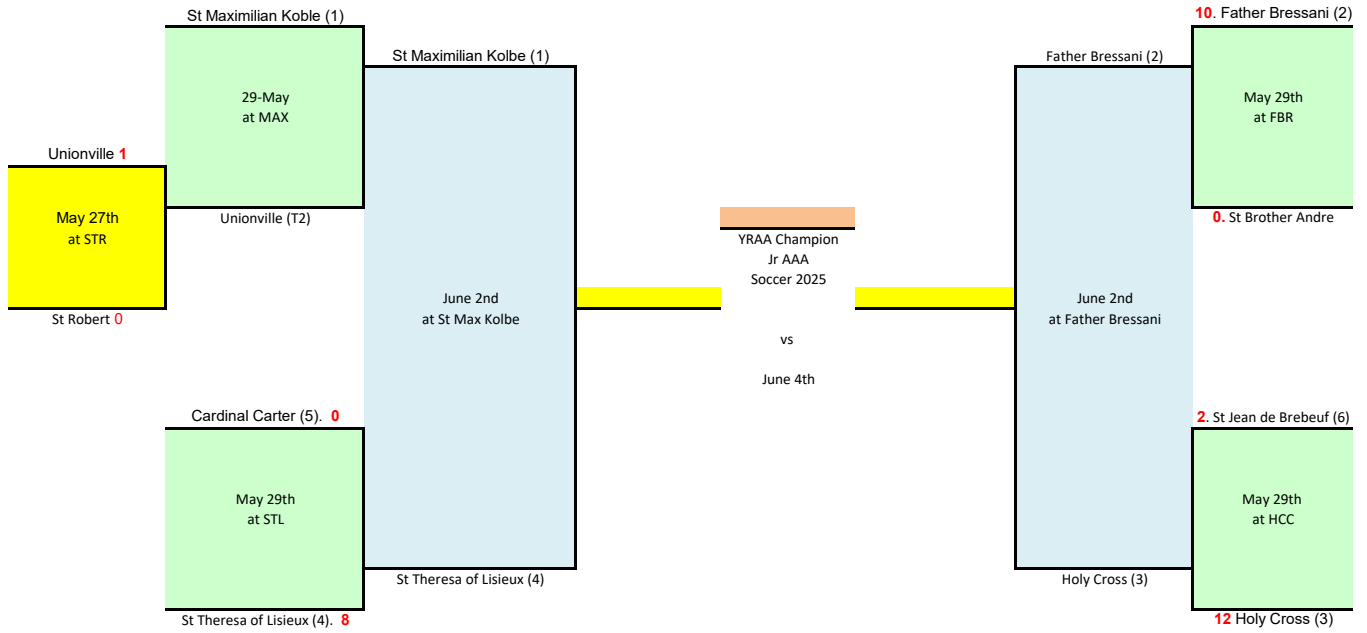 St Maximilian Koble (1)
29-May
at MAX
Unionville (T2)
Unionville 1
May 27th
at STR
St Robert 0
Cardinal Carter (5). 0
May 29th
at STL
St Theresa of Lisieux (4). 8
St Maximilian Kolbe (1)
June 2nd
at St Max Kolbe
St Theresa of Lisieux (4)
YRAA Champion
Jr AAA
Soccer 2025
vs
June 4th
Father Bressani (2)
June 2nd
at Father Bressani
Holy Cross (3)
10. Father Bressani (2)
May 29th
at FBR
0. St Brother Andre
2. St Jean de Brebeuf (6)
May 29th
at HCC
12 Holy Cross (3)